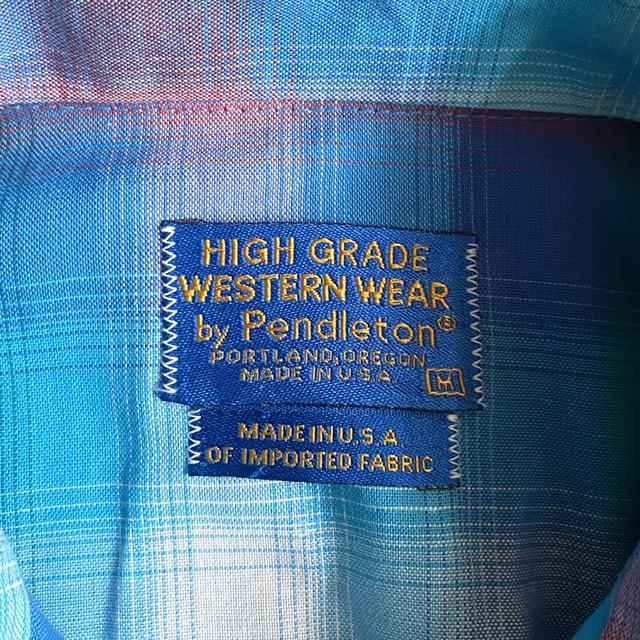 HIGH GRADE
WESTERN WEAR
by Pendleton®
PORTLAND, OREGON
MADE IN U.S.A.
H
MADE IN U.S.A.
OF IMPORTED FABRIC